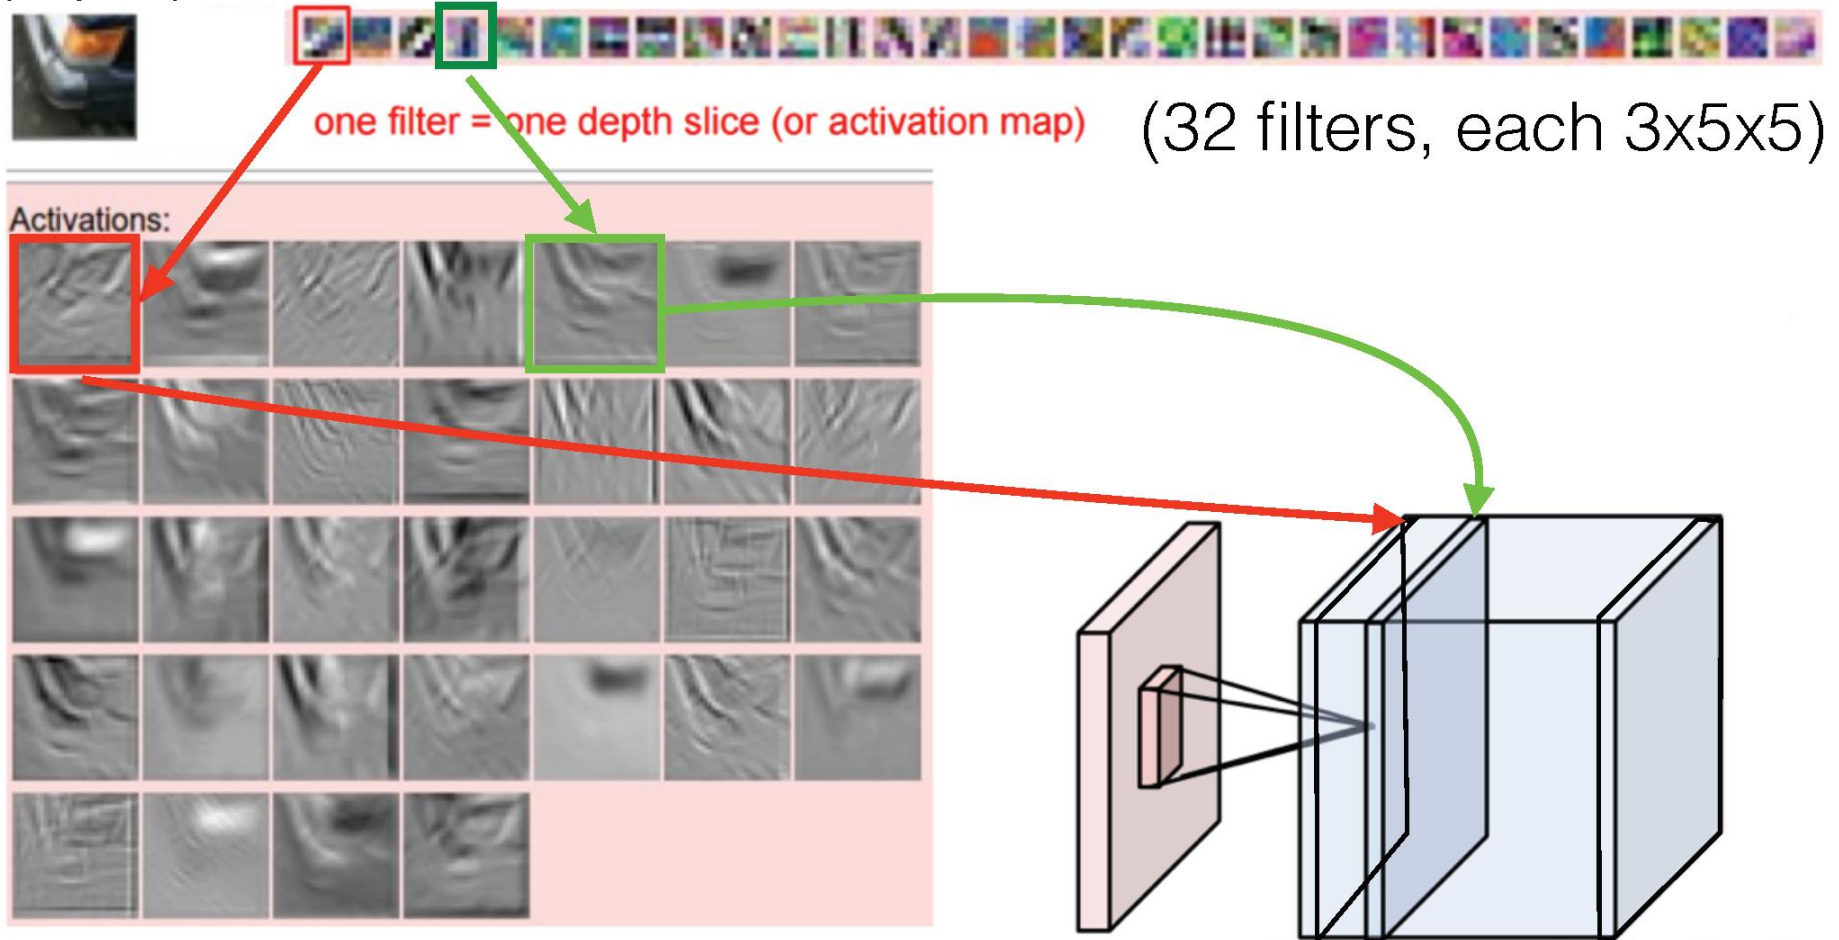 one filter = one depth slice (or activation map)
(32 filters, each 3x5x5)
Activations: